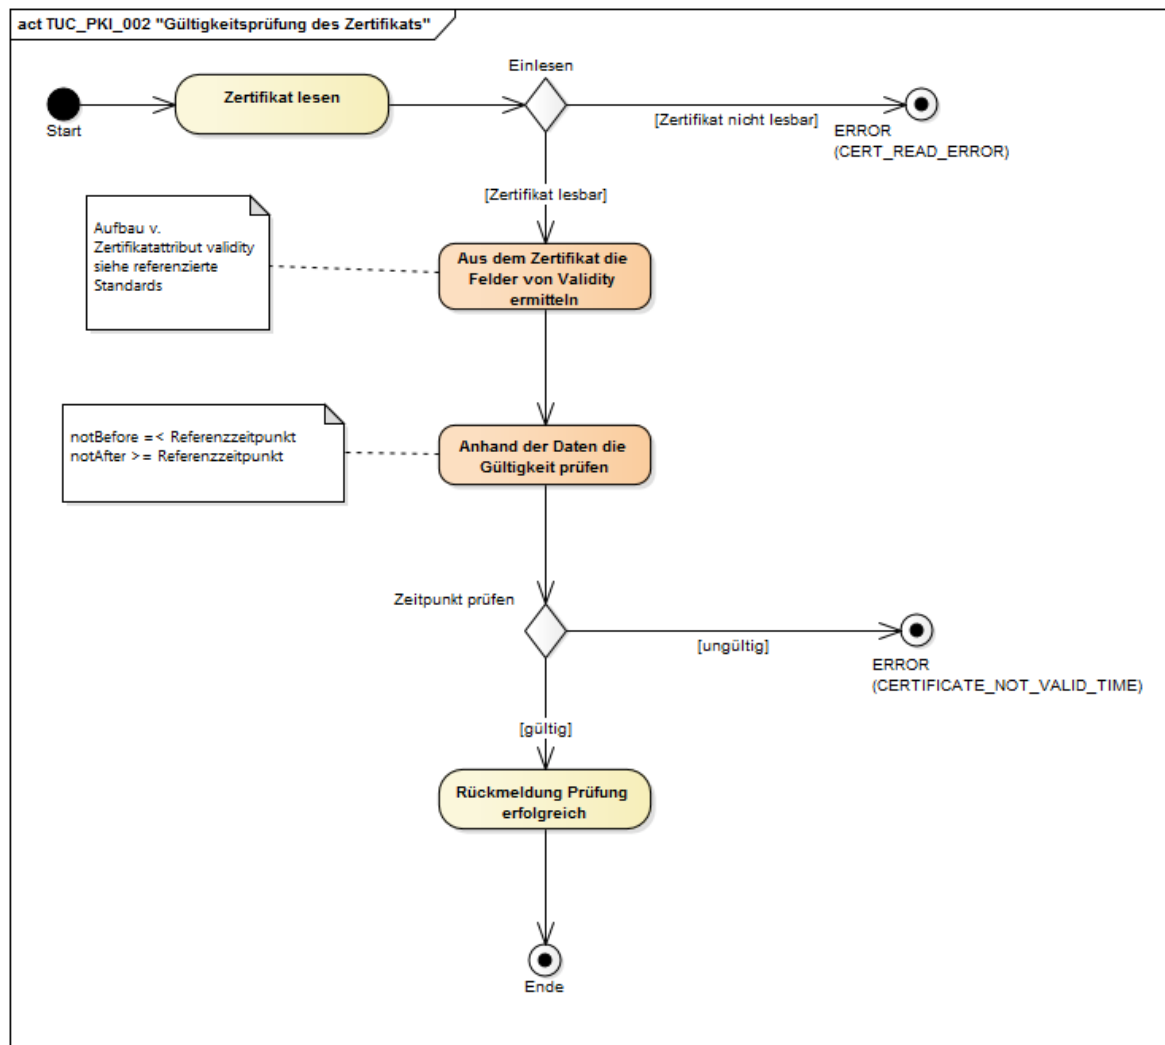 act TUC_PKI_002 "Gültigkeitsprüfung des Zertifikats"
Einlesen
Zertifikat lesen
Start
[Zertifikat nicht lesbar]
ERROR
(CERT_READ_ERROR)
[Zertifikat lesbar]
Aufbau v.
Zertifikatattribut validity
siehe referenzierte
Standards
Aus dem Zertifikat die
Felder von Validity
ermitteln
notBefore =< Referenzzeitpunkt
notAfter >= Referenzzeitpunkt
Anhand der Daten die
Gültigkeit prüfen
Zeitpunkt prüfen
[ungültig]
ERROR
(CERTIFICATE_NOT_VALID_TIME)
[gültig]
Rückmeldung Prüfung
erfolgreich
Ende